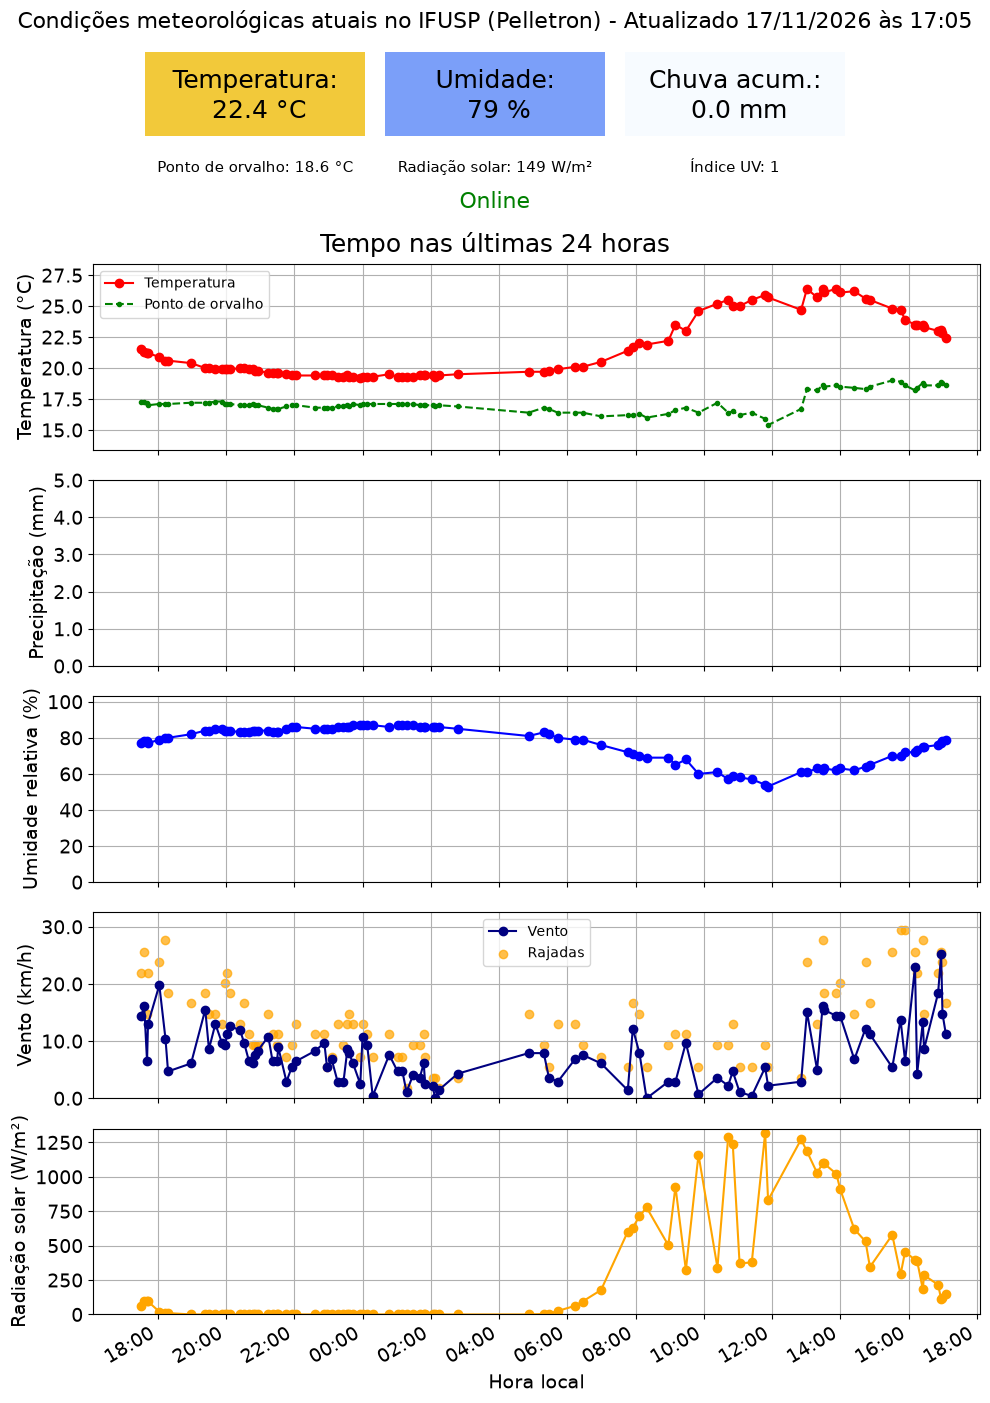 Condições meteorológicas atuais no IFUSP (Pelletron) - Atualizado 17/11/2026 às 17:05
Temperatura:
22.4 °C
Umidade:
79 %
Chuva acum.:
0.0 mm
Ponto de orvalho: 18.6 °C
Radiação solar: 149 W/m²
Índice UV: 1
Online
Tempo nas últimas 24 horas
Temperatura (°C)
27.5
25.0
22.5
20.0
17.5
15.0
Temperatura
Ponto de orvalho
Precipitação (mm)
5.0
4.0
3.0
2.0
1.0
0.0
Umidade relativa (%)
100
80
60
40
20
0
Vento (km/h)
30.0
20.0
10.0
0.0
Vento
Rajadas
Radiação solar (W/m²)
1250
1000
750
500
250
0
18:00
20:00
22:00
00:00
02:00
04:00
06:00
08:00
10:00
12:00
14:00
16:00
18:00
Hora local